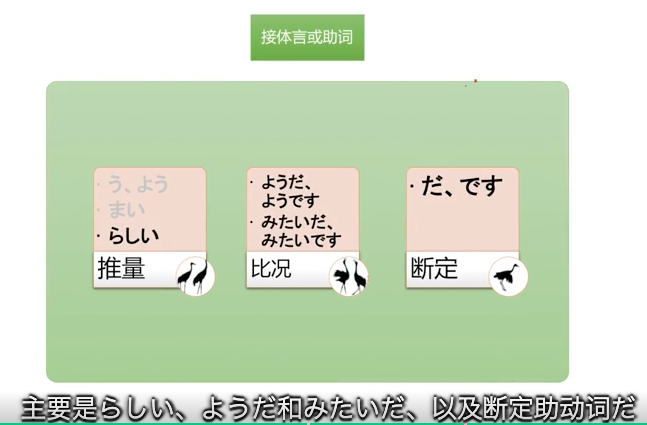 接体言或助词
· う、よう
· まい
· らしい
推量
· ようだ、
ようです
· みたいだ、
みたいです
比况
· だ、です
断定
主要是らしい、ようだ和みたいだ、以及断定助动词だ